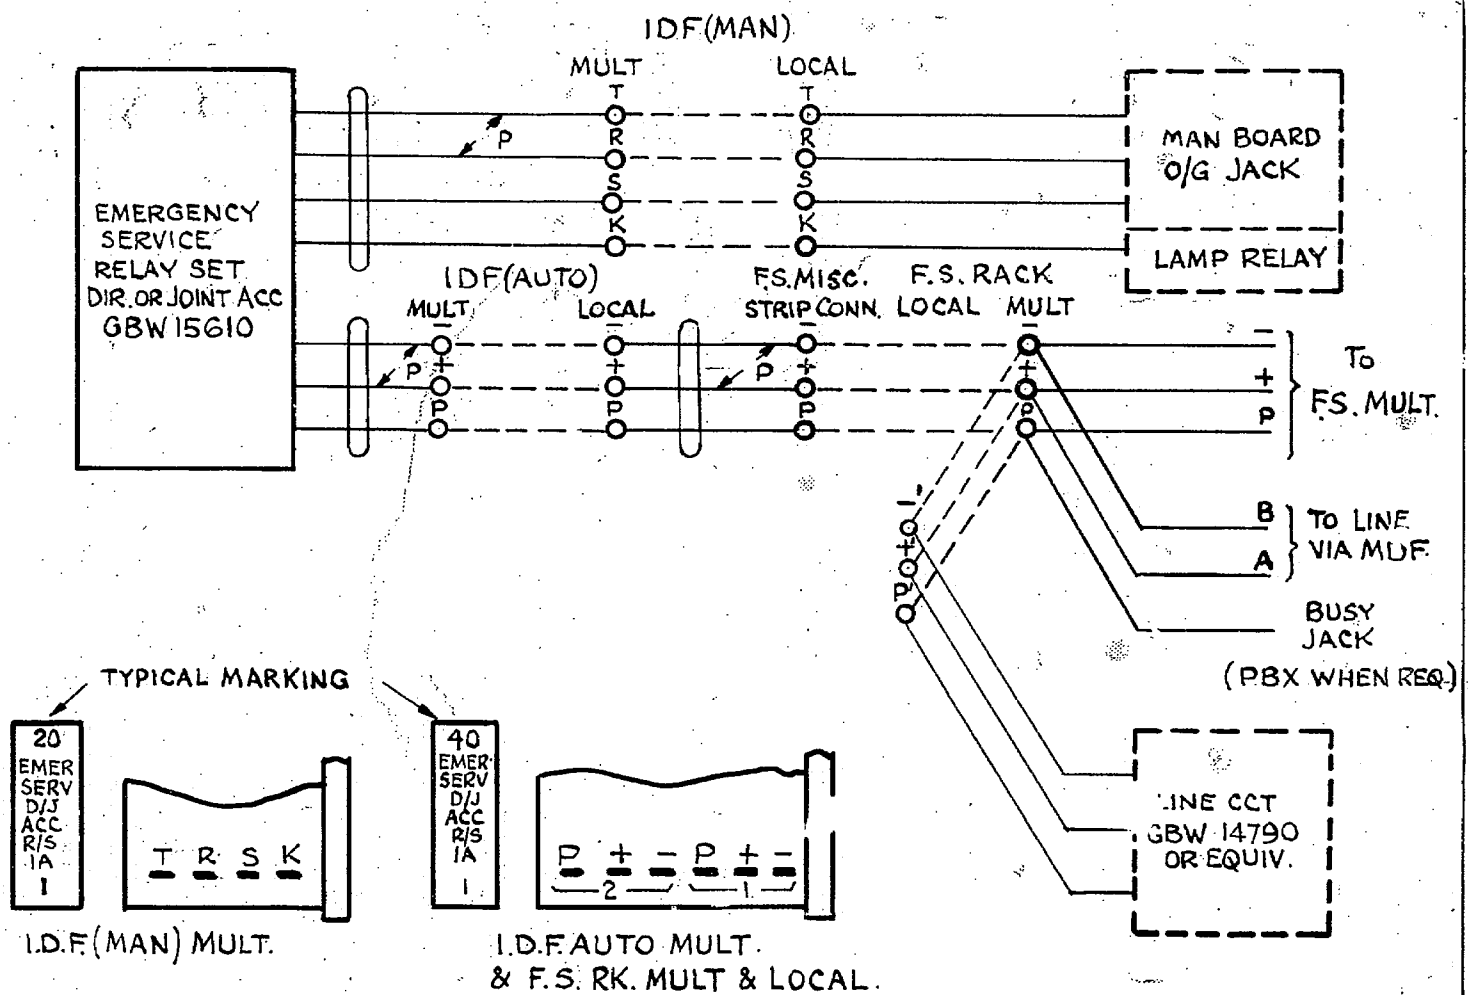 IDF(MAN)
MULT LOCAL
T T
R R
S S
K K
P
EMERGENCY
SERVICE
RELAY SET
DIR. OR JOINT ACC
GBW 15610
MAN BOARD
O/G JACK
LAMP RELAY
IDF(AUTO)
MULT LOCAL
F.S. MISC.
STRIP CONN.
F.S. RACK
LOCAL MULT
- - - - -
+ + + + +
P P P P P
P P
TO
F.S. MULT.
-'
+'
P'
B
A
TO LINE
VIA MDF
BUSY
JACK
(PBX WHEN REQ.)
LINE CCT
GBW 14790
OR EQUIV.
TYPICAL MARKING
20
EMER
SERV
D/J
ACC
R/S
1A
1
T R S K
I.D.F. (MAN) MULT.
40
EMER
SERV
D/J
ACC
R/S
1A
1
P + - P + -
2 1
I.D.F. AUTO MULT.
& F.S. RK. MULT & LOCAL.